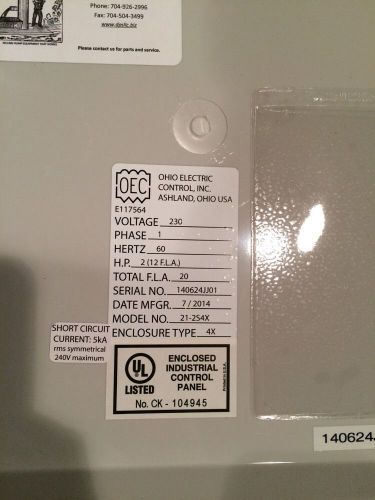 Phone: 704-926-2996
Fax: 704-504-3499
Please contact us for parts and service.
OEC
OHIO ELECTRIC
CONTROL, INC.
ASHLAND, OHIO USA
E117564
VOLTAGE 230
PHASE 1
HERTZ 60
H.P. 2 (12 F.L.A.)
TOTAL F.L.A. 20
SERIAL NO. 140624JJ01
DATE MFGR. 7 / 2014
MODEL NO. 21-2S4X
ENCLOSURE TYPE 4X
SHORT CIRCUIT
CURRENT: 5kA
rms symmetrical
240V maximum
UL
LISTED
ENCLOSED
INDUSTRIAL
CONTROL
PANEL
No. CK - 104945
Printed in U.S.A.
140624J